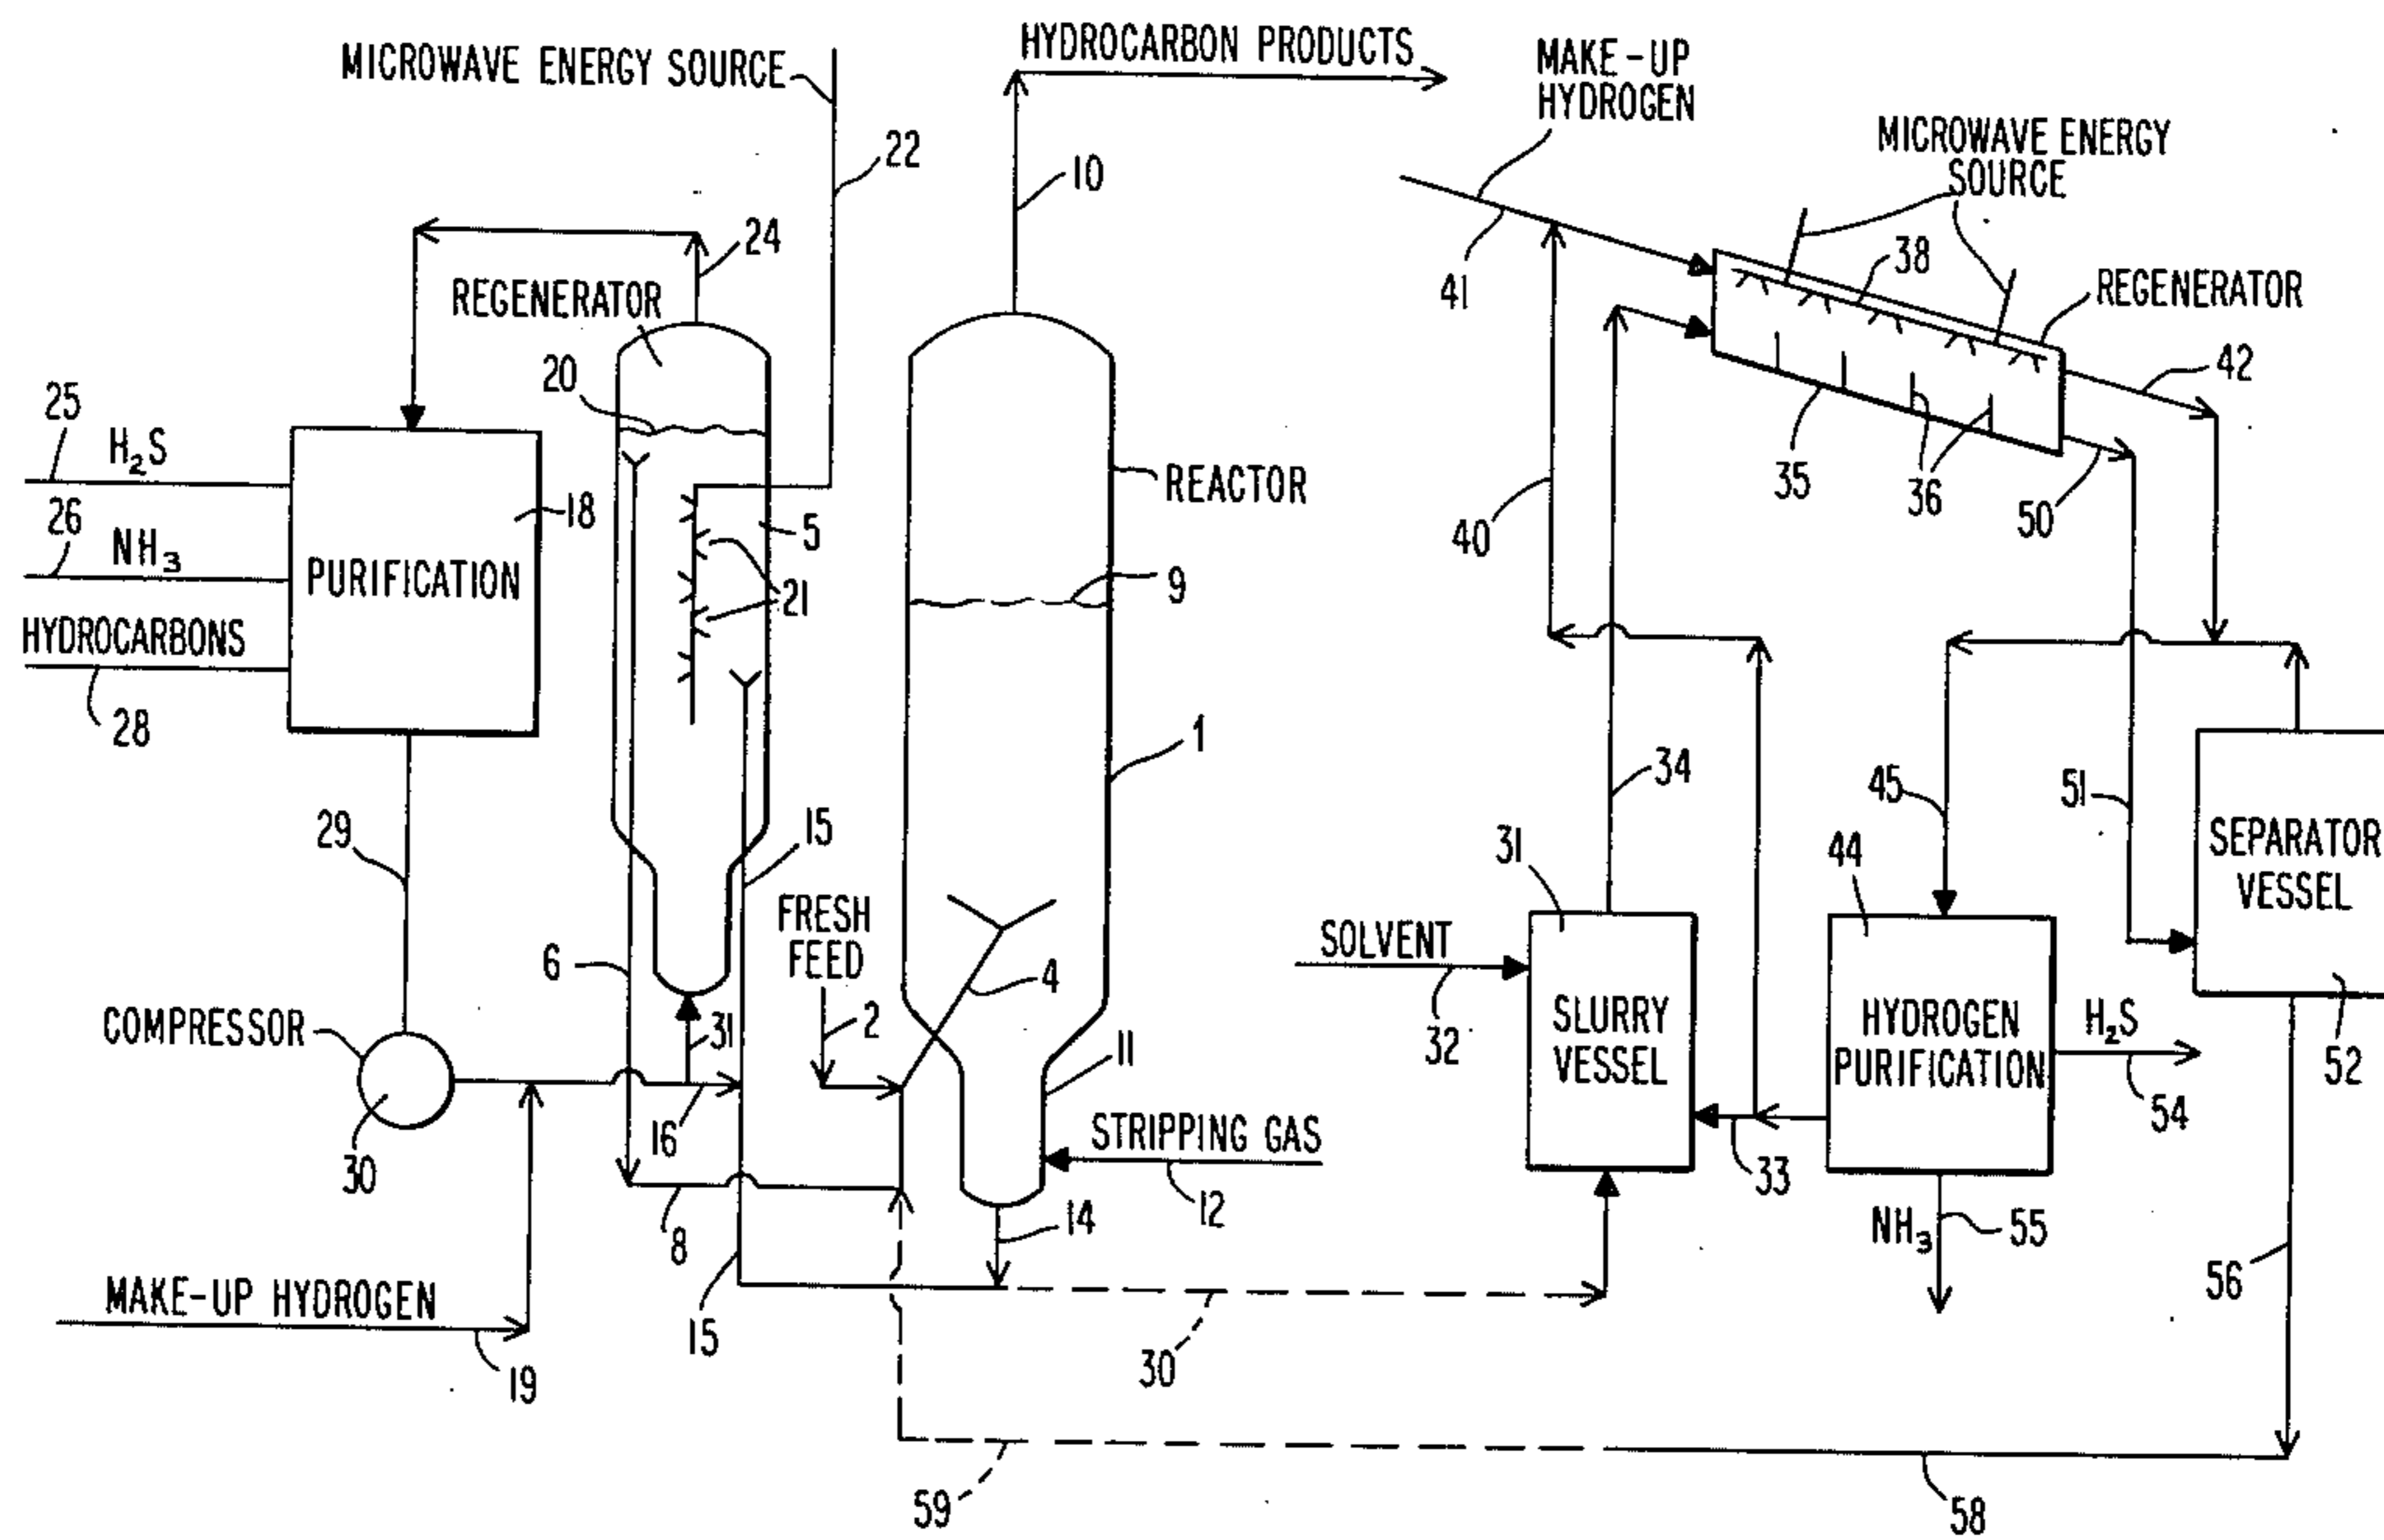 HYDROCARBON PRODUCTS
MICROWAVE ENERGY SOURCE
MAKE-UP
HYDROGEN
MICROWAVE ENERGY
SOURCE
22
10
24
REGENERATOR
38
41
REGENERATOR
20
42
25
H₂S
18
REACTOR
35
36
50
26
NH₃
PURIFICATION
5
40
21
9
HYDROCARBONS
28
1
34
45
51
29
15
31
44
SEPARATOR
VESSEL
FRESH
FEED
6
4
SOLVENT
COMPRESSOR
31
2
32
SLURRY
VESSEL
HYDROGEN
PURIFICATION
H₂S
52
11
54
30
16
STRIPPING GAS
33
8
12
14
NH₃
55
56
MAKE-UP HYDROGEN
15
30
19
59
58